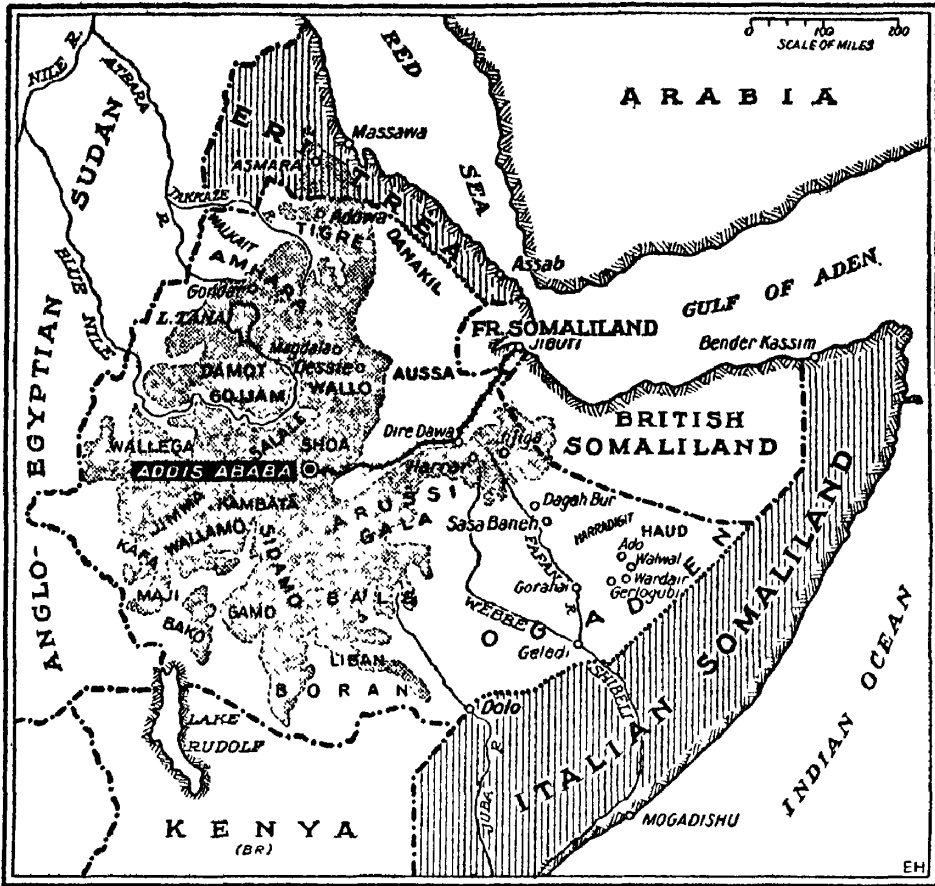 0 100 200
SCALE OF MILES
NILE R.
ATBARA
R.
RED
SEA
ARABIA
SUDAN
ERITREA
Massawa
ASMARA
TAKKAZE
R.
WALKAIT
Adowa
TIGRE
AMHARA
DANAKIL
Assab
GULF OF ADEN
Gondar
L. TANA
BLUE
NILE
FR. SOMALILAND
JIBUTI
Bender Kassim
Magdala
Dessie
DAMOT
WALLO
AUSSA
GOJJAM
BRITISH
SOMALILAND
WALLEGA
SALALE
SHOA
Dire Dawa
Jijiga
ADDIS ABABA
Harrar
ANGLO-EGYPTIAN
JIMMA
KAMBATA
ARUSSI
GALA
Dagah Bur
Sasa Baneh
HARRADIGIT
HAUD
WALLAMO
KAFA
SIDAMO
FAFAN
R.
Ado
Walwal
Wardair
Gerlogubi
MAJI
GAMO
BALE
Gorahai
OGADEN
WEBBE
SHIBELI
BAKO
Geledi
LIBAN
BORAN
Dolo
LAKE
RUDOLF
ITALIAN SOMALILAND
INDIAN OCEAN
JUBA
R.
KENYA
(BR)
MOGADISHU
EH